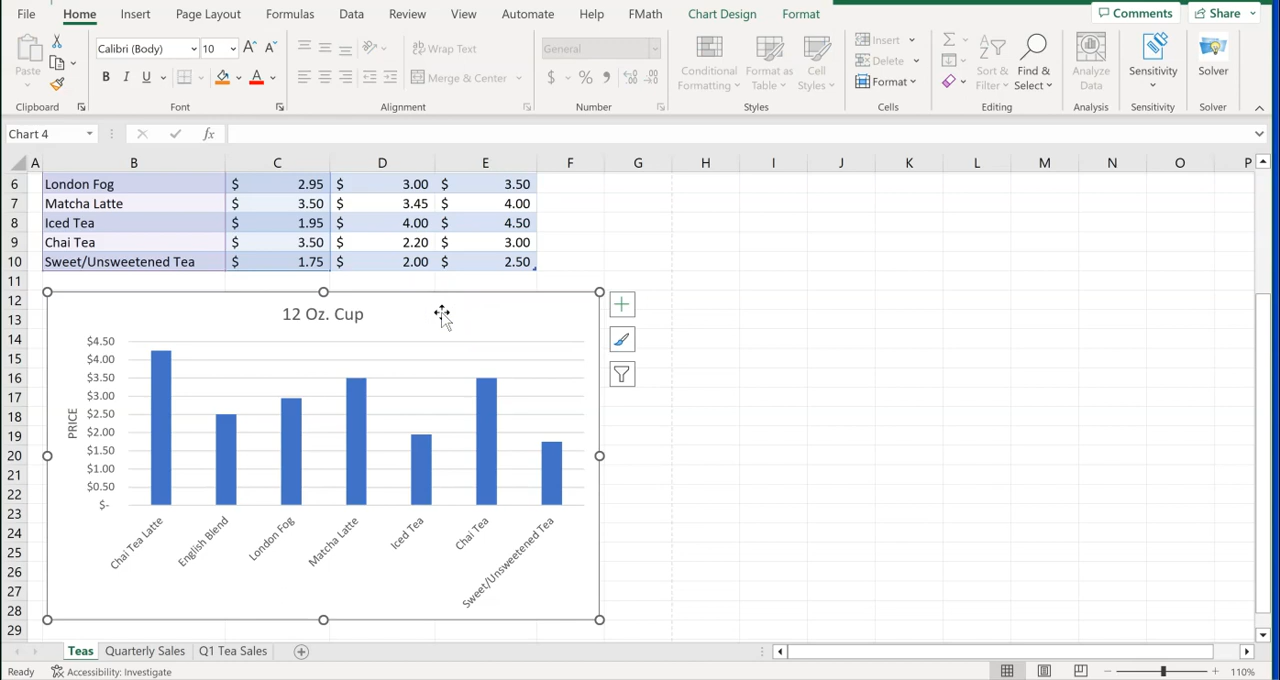 File Home Insert Page Layout Formulas Data Review View Automate Help FMath Chart Design Format Comments Share
Calibri (Body) 10 A^ A˅ ab Wrap Text General Insert Σ
Paste B I U A Merge & Center $ % 9 Conditional Formatting Format as Table Cell Styles Delete Format Sort & Filter Find & Select Analyze Data Sensitivity Solver
Clipboard Font Alignment Number Styles Cells Editing Analysis Sensitivity Solver
Chart 4 fx
A B C D E F G H I J K L M N O P
6 London Fog $ 2.95 $ 3.00 $ 3.50
7 Matcha Latte $ 3.50 $ 3.45 $ 4.00
8 Iced Tea $ 1.95 $ 4.00 $ 4.50
9 Chai Tea $ 3.50 $ 2.20 $ 3.00
10 Sweet/Unsweetened Tea $ 1.75 $ 2.00 $ 2.50
11
12
13
14
15
16
17
18
19
20
21
22
23
24
25
26
27
28
29
12 Oz. Cup
PRICE
$4.50
$4.00
$3.50
$3.00
$2.50
$2.00
$1.50
$1.00
$0.50
$-
Chai Tea Latte
English Blend
London Fog
Matcha Latte
Iced Tea
Chai Tea
Sweet/Unsweetened Tea
Teas Quarterly Sales Q1 Tea Sales
Ready Accessibility: Investigate 110%